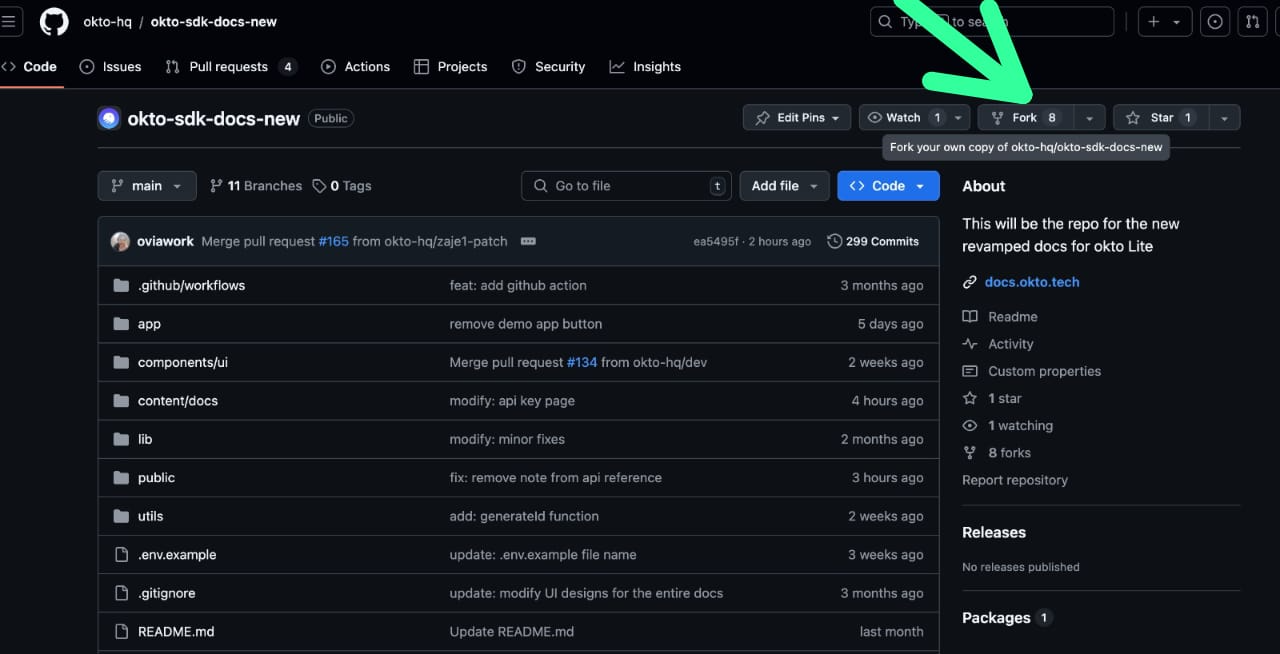 okto-hq / okto-sdk-docs-new
to
Code Issues Pull requests 4 Actions Projects Security Insights
okto-sdk-docs-new Public
Edit Pins Watch 1 Fork 8 Star 1
Fork your own copy of okto-hq/okto-sdk-docs-new
main 11 Branches 0 Tags Go to file t Add file Code
About
This will be the repo for the new
revamped docs for okto Lite
docs.okto.tech
Readme
Activity
Custom properties
1 star
1 watching
8 forks
Report repository
Releases
No releases published
Packages 1
oviawork Merge pull request #165 from okto-hq/zaje1-patch ea5495f · 2 hours ago 299 Commits
.github/workflows feat: add github action 3 months ago
app remove demo app button 5 days ago
components/ui Merge pull request #134 from okto-hq/dev 2 weeks ago
content/docs modify: api key page 4 hours ago
lib modify: minor fixes 2 months ago
public fix: remove note from api reference 3 hours ago
utils add: generateId function 2 weeks ago
.env.example update: .env.example file name 3 weeks ago
.gitignore update: modify UI designs for the entire docs 3 months ago
README.md Update README.md last month